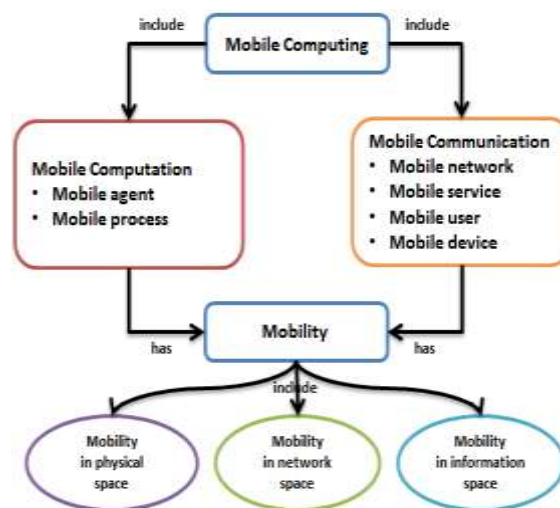 include
Mobile Computing
include
Mobile Computation
• Mobile agent
• Mobile process
Mobile Communication
• Mobile network
• Mobile service
• Mobile user
• Mobile device
has
Mobility
has
include
Mobility
in physical
space
Mobility
in network
space
Mobility
in information
space